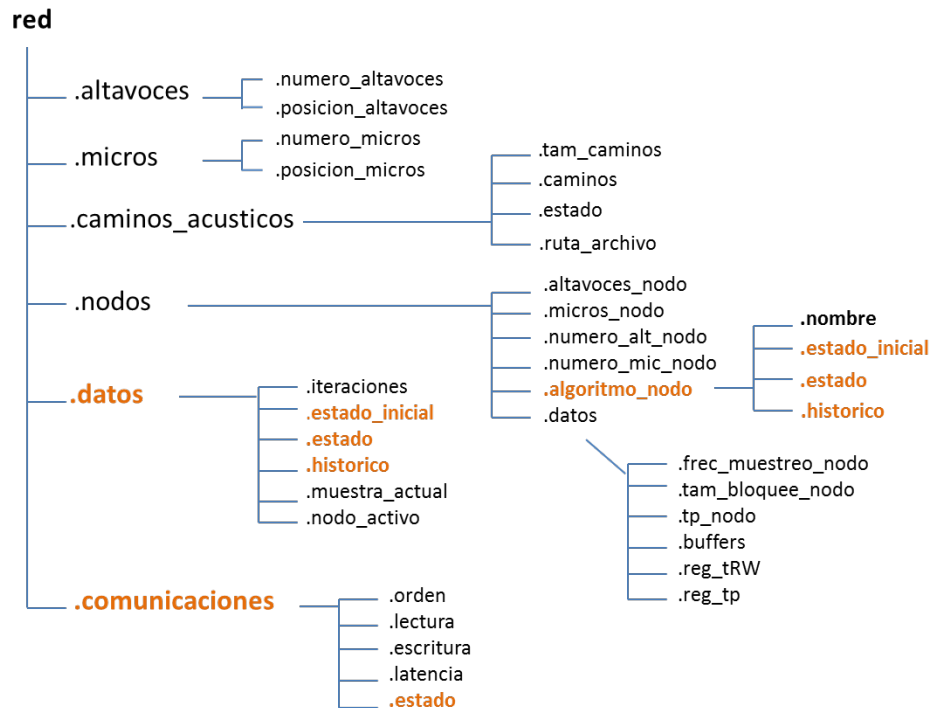 red
.altavoces
.numero_altavoces
.posicion_altavoces
.micros
.numero_micros
.posicion_micros
.caminos_acusticos
.tam_caminos
.caminos
.estado
.ruta_archivo
.nodos
.altavoces_nodo
.micros_nodo
.numero_alt_nodo
.numero_mic_nodo
.algoritmo_nodo
.nombre
.estado_inicial
.estado
.historico
.datos
.frec_muestreo_nodo
.tam_bloquee_nodo
.tp_nodo
.buffers
.reg_tRW
.reg_tp
.datos
.iteraciones
.estado_inicial
.estado
.historico
.muestra_actual
.nodo_activo
.comunicaciones
.orden
.lectura
.escritura
.latencia
.estado